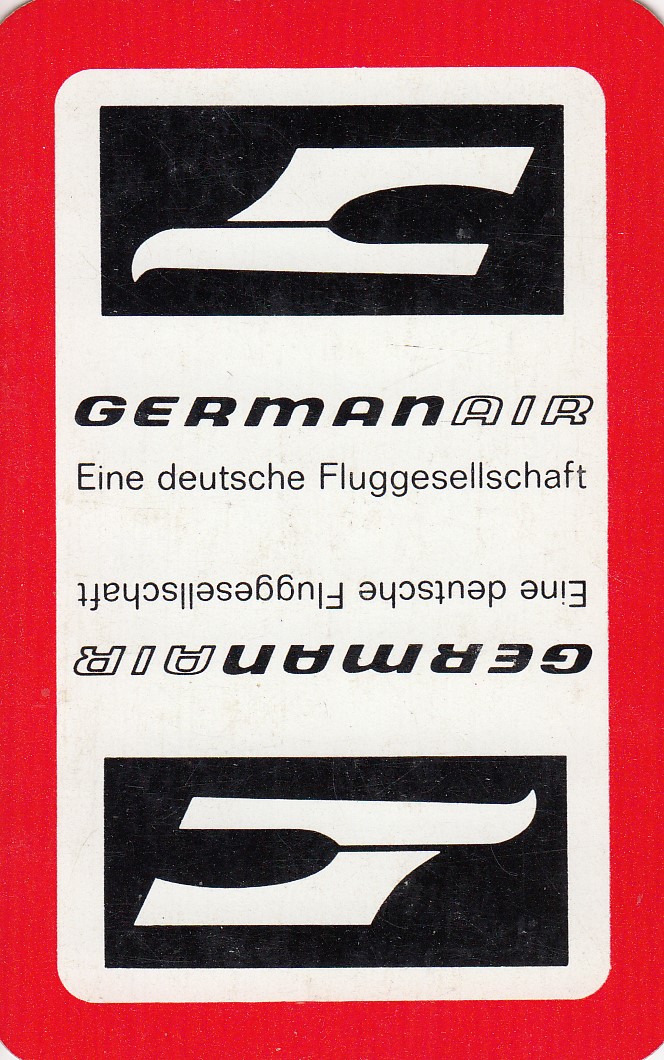 GERMANAIR
Eine deutsche Fluggesellschaft
Eine deutsche Fluggesellschaft
GERMANAIR